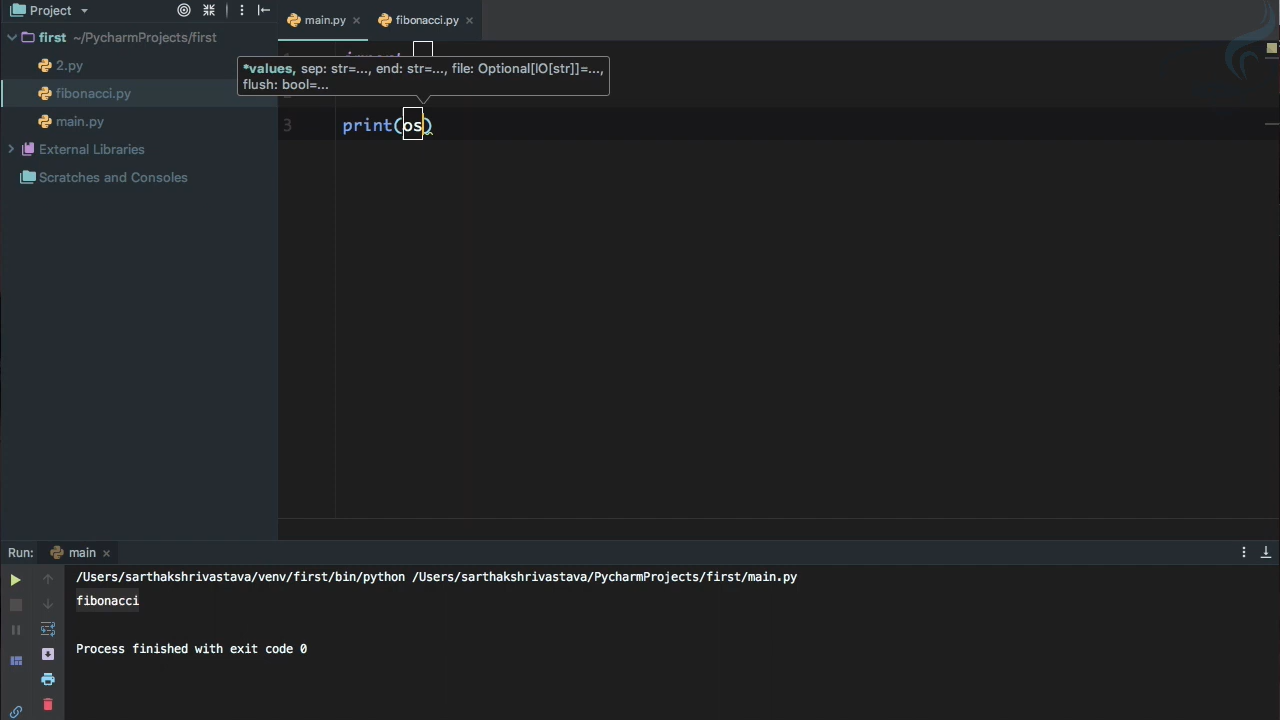 Project
main.py
fibonacci.py
first ~/PycharmProjects/first
2.py
fibonacci.py
main.py
External Libraries
Scratches and Consoles
*values, sep: str=..., end: str=..., file: Optional[IO[str]]=...,
flush: bool=...
3 print(os)
Run: main
/Users/sarthakshrivastava/venv/first/bin/python /Users/sarthakshrivastava/PycharmProjects/first/main.py
fibonacci
Process finished with exit code 0